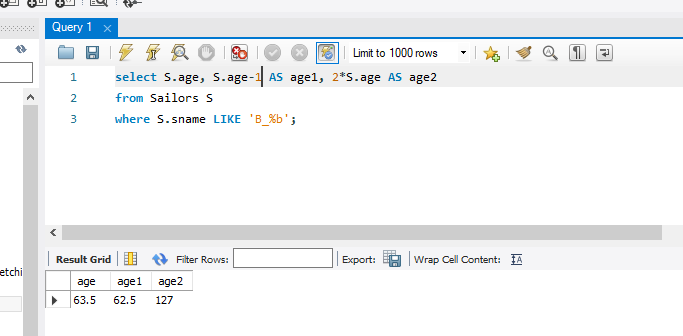 Query 1
Limit to 1000 rows
1 select S.age, S.age-1 AS age1, 2*S.age AS age2
2 from Sailors S
3 where S.sname LIKE 'B_%b';
etchi
Result Grid Filter Rows: Export: Wrap Cell Content:
age age1 age2
63.5 62.5 127